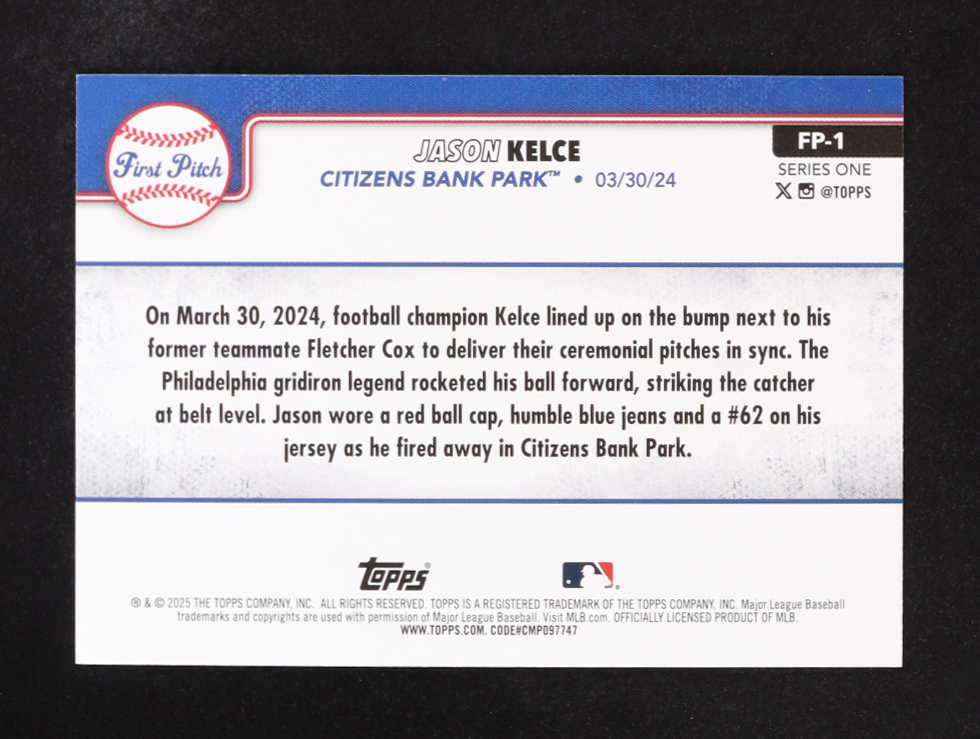 First Pitch
JASON KELCE
CITIZENS BANK PARK™ • 03/30/24
FP-1
SERIES ONE
X @TOPPS
On March 30, 2024, football champion Kelce lined up on the bump next to his
former teammate Fletcher Cox to deliver their ceremonial pitches in sync. The
Philadelphia gridiron legend rocketed his ball forward, striking the catcher
at belt level. Jason wore a red ball cap, humble blue jeans and a #62 on his
jersey as he fired away in Citizens Bank Park.
topps®
® & © 2025 THE TOPPS COMPANY, INC. ALL RIGHTS RESERVED. TOPPS IS A REGISTERED TRADEMARK OF THE TOPPS COMPANY, INC. Major League Baseball
trademarks and copyrights are used with permission of Major League Baseball. Visit MLB.com. OFFICIALLY LICENSED PRODUCT OF MLB.
WWW.TOPPS.COM. CODE#CMP097747